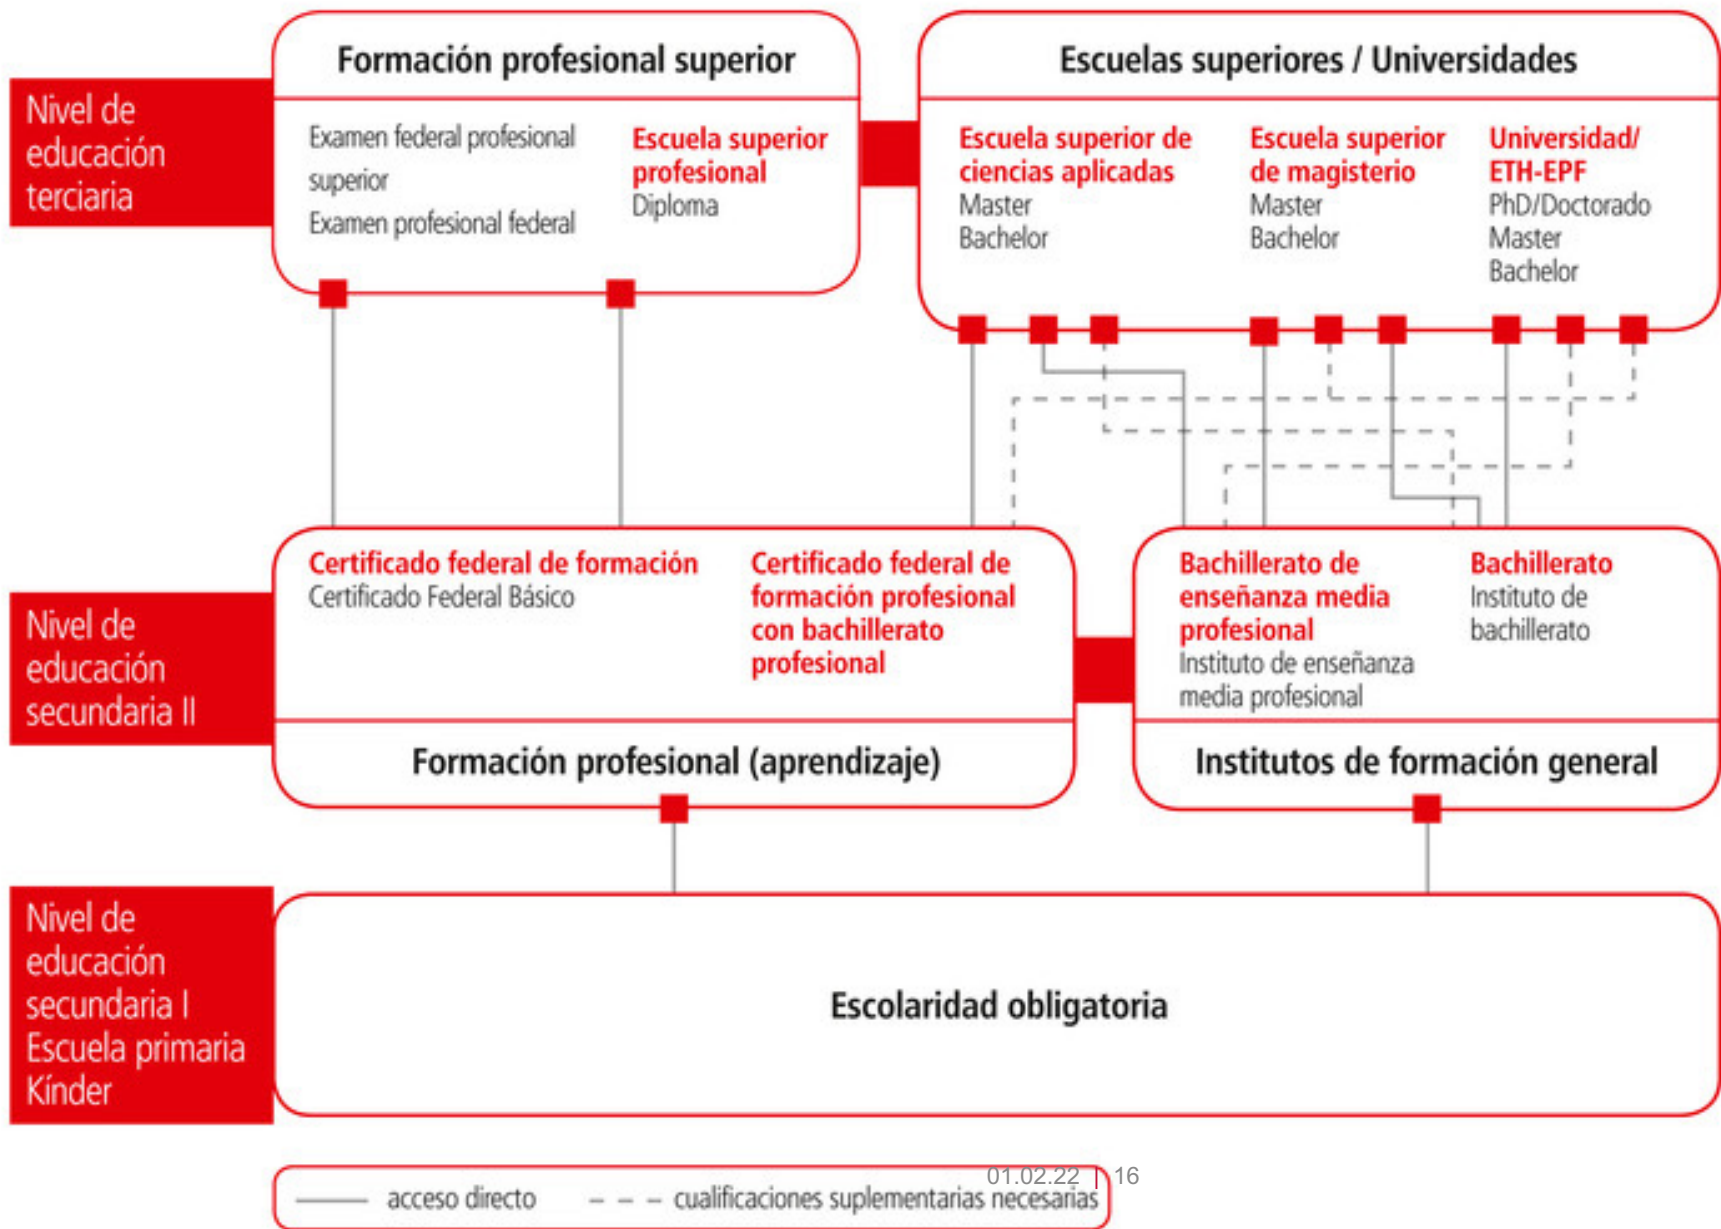 Formación profesional superior
Escuelas superiores / Universidades
Nivel de
educación
terciaria
Examen federal profesional
superior
Examen profesional federal
Escuela superior
profesional
Diploma
Escuela superior de
ciencias aplicadas
Master
Bachelor
Escuela superior
de magisterio
Master
Bachelor
Universidad/
ETH-EPF
PhD/Doctorado
Master
Bachelor
Nivel de
educación
secundaria II
Certificado federal de formación
Certificado Federal Básico
Certificado federal de
formación profesional
con bachillerato
profesional
Bachillerato de
enseñanza media
profesional
Instituto de enseñanza
media profesional
Bachillerato
Instituto de
bachillerato
Formación profesional (aprendizaje)
Institutos de formación general
Nivel de
educación
secundaria I
Escuela primaria
Kínder
Escolaridad obligatoria
01.02.22 | 16
acceso directo
cualificaciones suplementarias necesarias